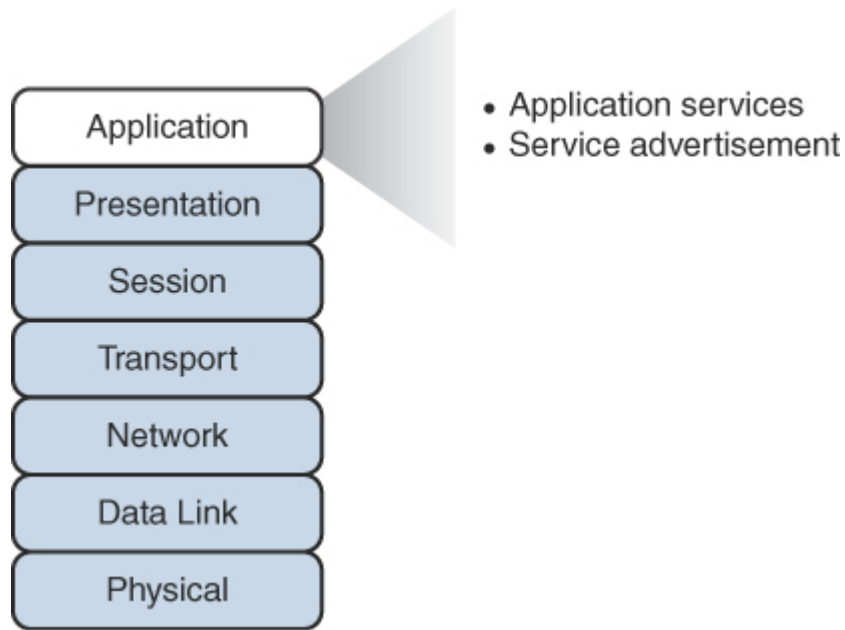 Application
• Application services
• Service advertisement
Presentation
Session
Transport
Network
Data Link
Physical